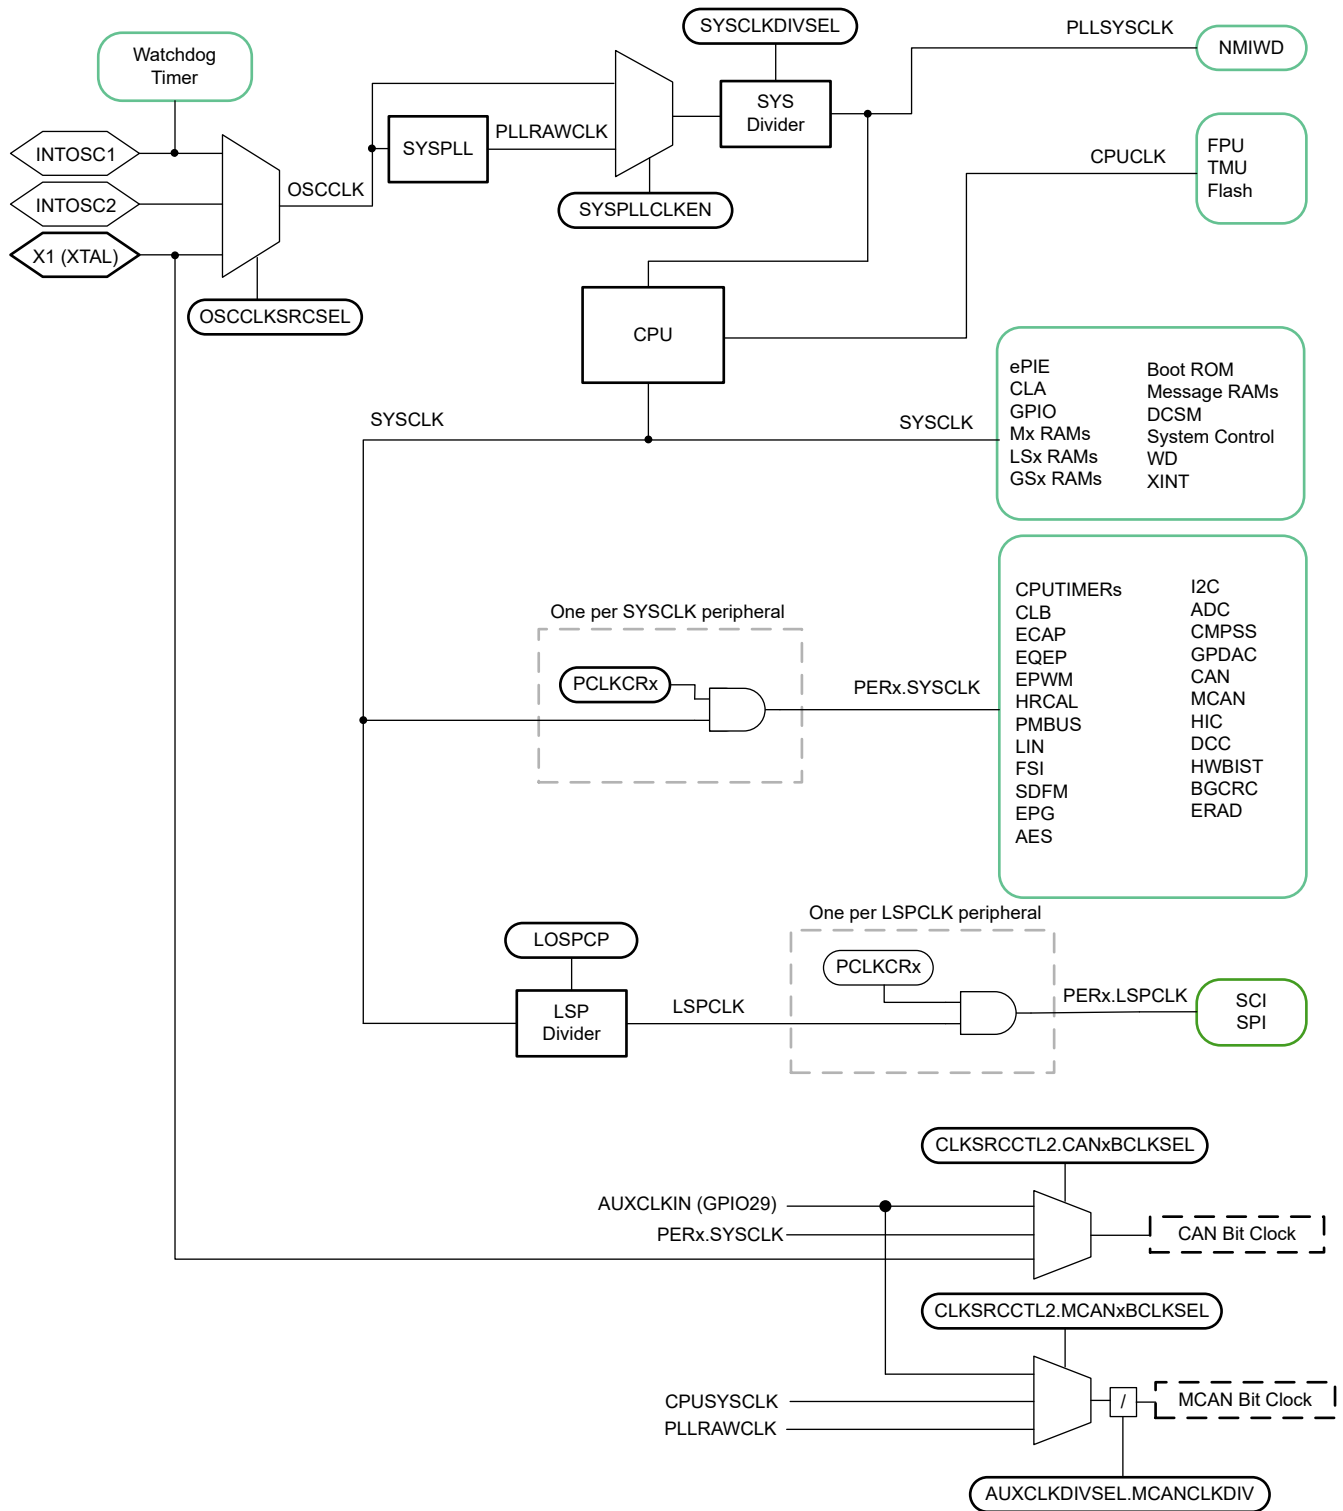 SYSCLKDIVSEL
PLLSYSCLK
NMIWD
Watchdog
Timer
SYS
Divider
PLLRAWCLK
SYSPLL
INTOSC1
OSCCLK
INTOSC2
SYSPLLCLKEN
X1 (XTAL)
OSCCLKSRCSEL
CPUCLK
FPU
TMU
Flash
CPU
SYSCLK
SYSCLK
ePIE
CLA
GPIO
Mx RAMs
LSx RAMs
GSx RAMs
Boot ROM
Message RAMs
DCSM
System Control
WD
XINT
One per SYSCLK peripheral
PCLKCRx
PERx.SYSCLK
CPUTIMERs
CLB
ECAP
EQEP
EPWM
HRCAL
PMBUS
LIN
FSI
SDFM
EPG
AES
I2C
ADC
CMPSS
GPDAC
CAN
MCAN
HIC
DCC
HWBIST
BGCRC
ERAD
One per LSPCLK peripheral
LOSPCP
PCLKCRx
LSP
Divider
LSPCLK
PERx.LSPCLK
SCI
SPI
CLKSRCCTL2.CANxBCLKSEL
AUXCLKIN (GPIO29)
PERx.SYSCLK
CAN Bit Clock
CLKSRCCTL2.MCANxBCLKSEL
CPUSYSCLK
PLLRAWCLK
/
MCAN Bit Clock
AUXCLKDIVSEL.MCANCLKDIV